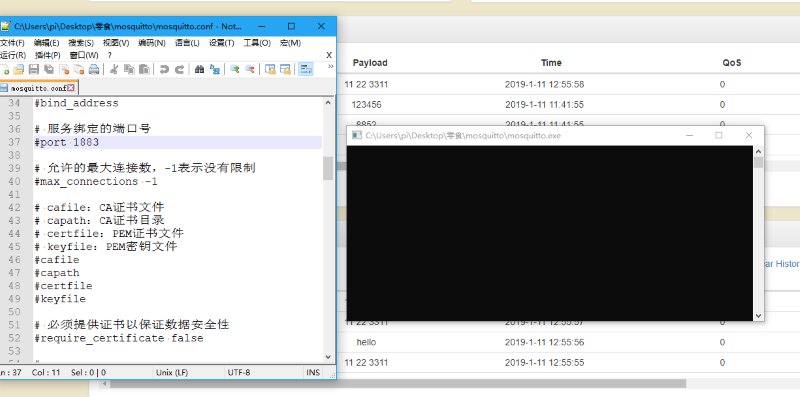 C:\Users\pi\Desktop\零食\mosquitto\mosquitto.conf - Not...
文件(F) 编辑(E) 搜索(S) 视图(V) 编码(N) 语言(L) 设置(T) 工具(O) 宏(M)
运行(R) 插件(P) 窗口(W) ? X
mosquitto.conf
34 #bind_address
35
36 # 服务绑定的端口号
37 #port 1883
38
39 # 允许的最大连接数，-1表示没有限制
40 #max_connections -1
41
42 # cafile：CA证书文件
43 # capath：CA证书目录
44 # certfile：PEM证书文件
45 # keyfile：PEM密钥文件
46 #cafile
47 #capath
48 #certfile
49 #keyfile
50
51 # 必须提供证书以保证数据安全性
52 #require_certificate false
53
Ln : 37 Col : 11 Sel : 0 | 0 Unix (LF) UTF-8 INS
Payload Time QoS
11 22 3311 2019-1-11 12:55:58 0
123456 2019-1-11 11:41:55 0
8852 2019-1-11 11:41:55 0
C:\Users\pi\Desktop\零食\mosquitto\mosquitto.exe
ar Histor
11 22 3311 2019-1-11 12:55:57 0
hello 2019-1-11 12:55:56 0
11 22 3311 2019-1-11 12:55:55 0